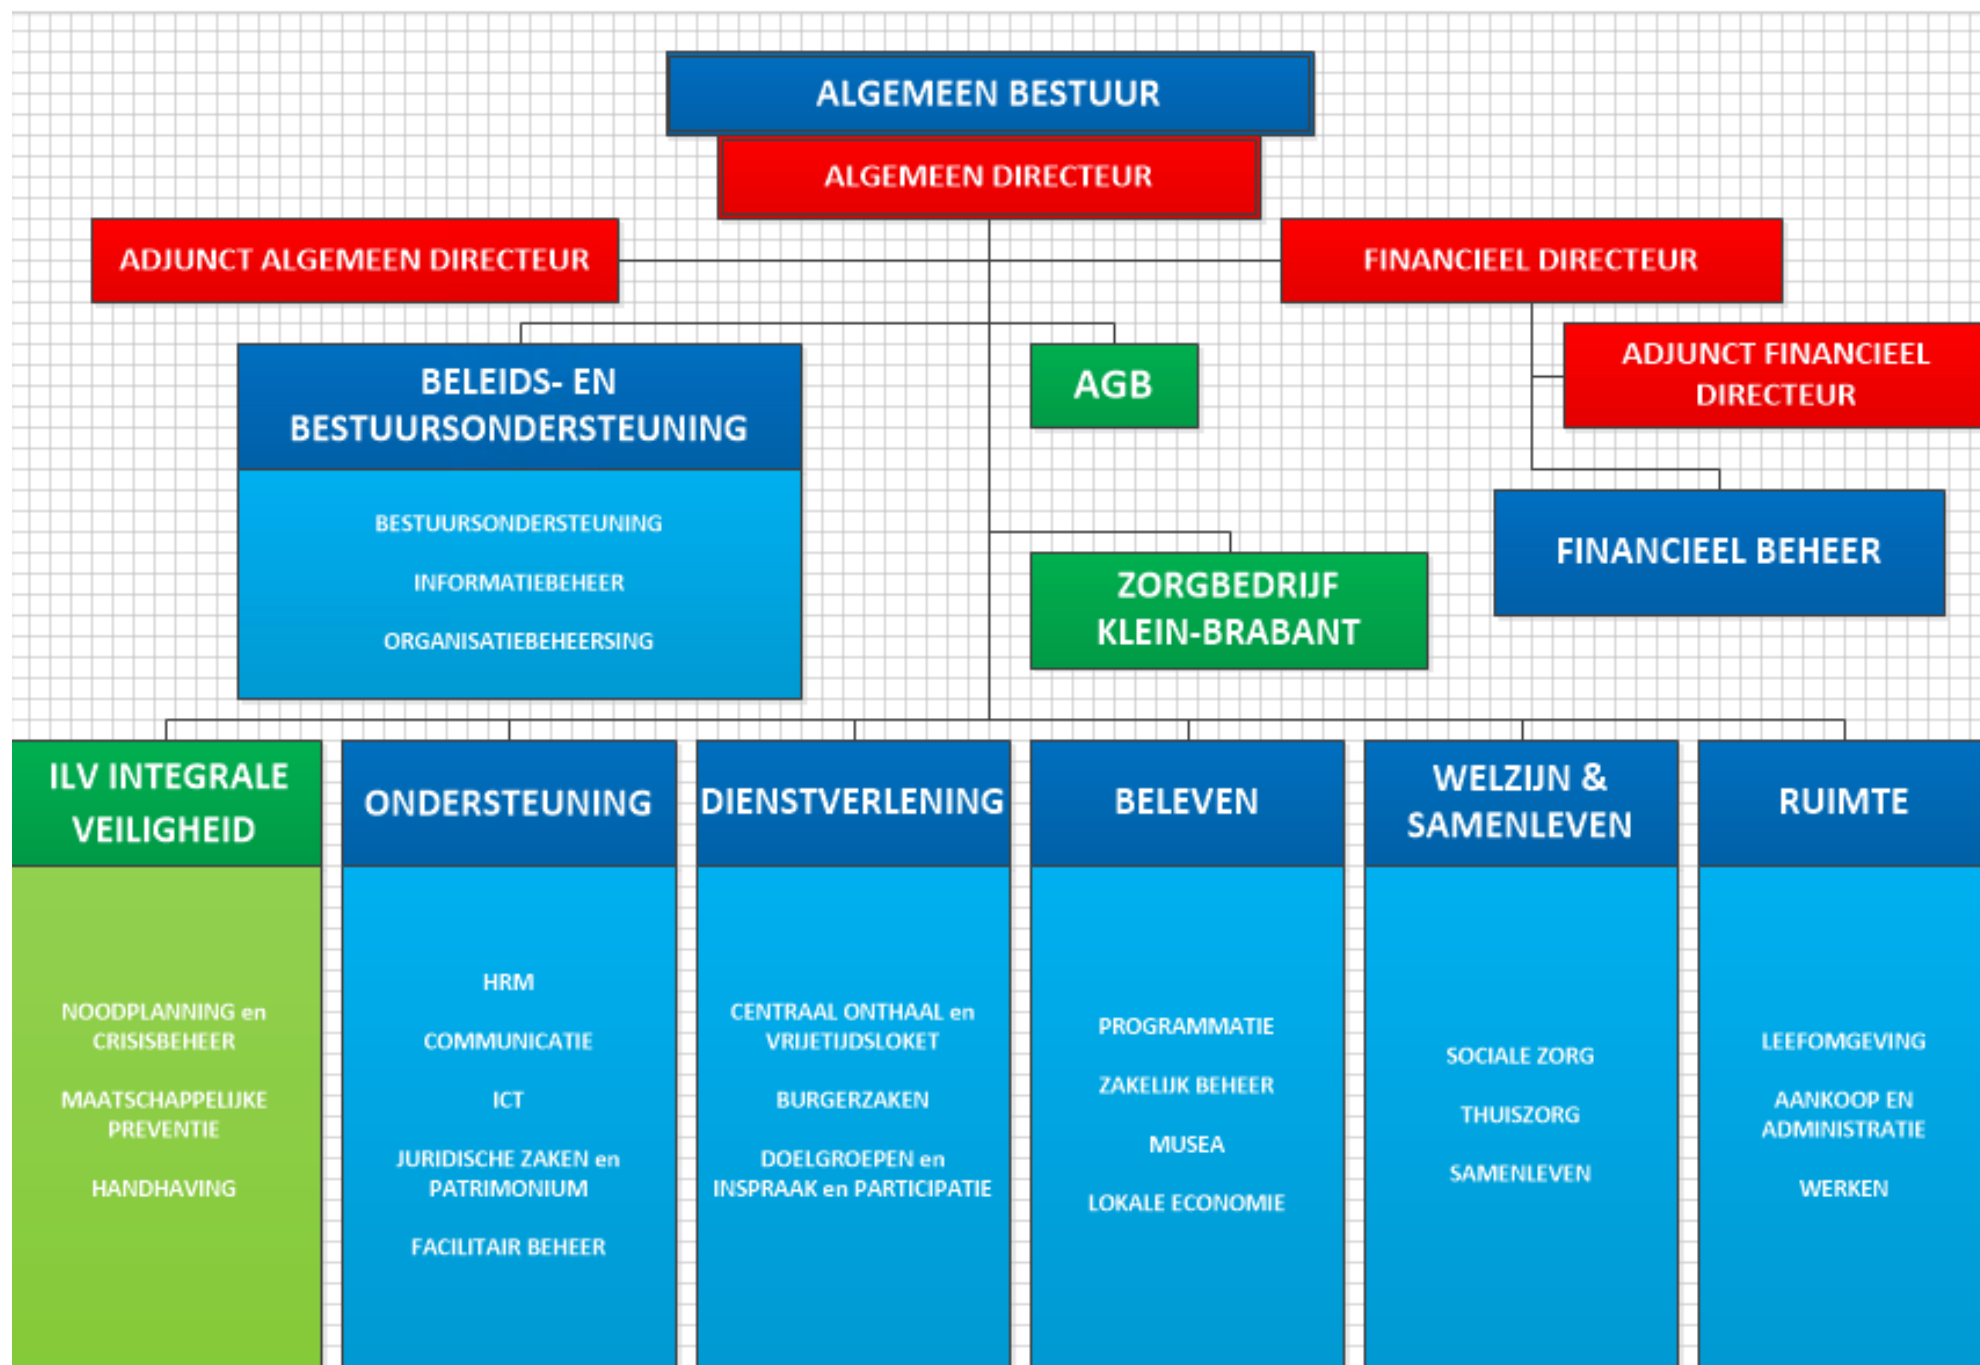 ALGEMEEN BESTUUR
ALGEMEEN DIRECTEUR
ADJUNCT ALGEMEEN DIRECTEUR
FINANCIEEL DIRECTEUR
ADJUNCT FINANCIEEL
DIRECTEUR
BELEIDS- EN
BESTUURSONDERSTEUNING
BESTUURSONDERSTEUNING
INFORMATIEBEHEER
ORGANISATIEBEHEERSING
AGB
FINANCIEEL BEHEER
ZORGBEDRIJF
KLEIN-BRABANT
ILV INTEGRALE
VEILIGHEID
NOODPLANNING en
CRISISBEHEER
MAATSCHAPPELIJKE
PREVENTIE
HANDHAVING
ONDERSTEUNING
HRM
COMMUNICATIE
ICT
JURIDISCHE ZAKEN en
PATRIMONIUM
FACILITAIR BEHEER
DIENSTVERLENING
CENTRAAL ONTHAAL en
VRIJETIJDSLOKET
BURGERZAKEN
DOELGROEPEN en
INSPRAAK en PARTICIPATIE
BELEVEN
PROGRAMMATIE
ZAKELIJK BEHEER
MUSEA
LOKALE ECONOMIE
WELZIJN &
SAMENLEVEN
SOCIALE ZORG
THUISZORG
SAMENLEVEN
RUIMTE
LEEFOMGEVING
AANKOOP EN
ADMINISTRATIE
WERKEN